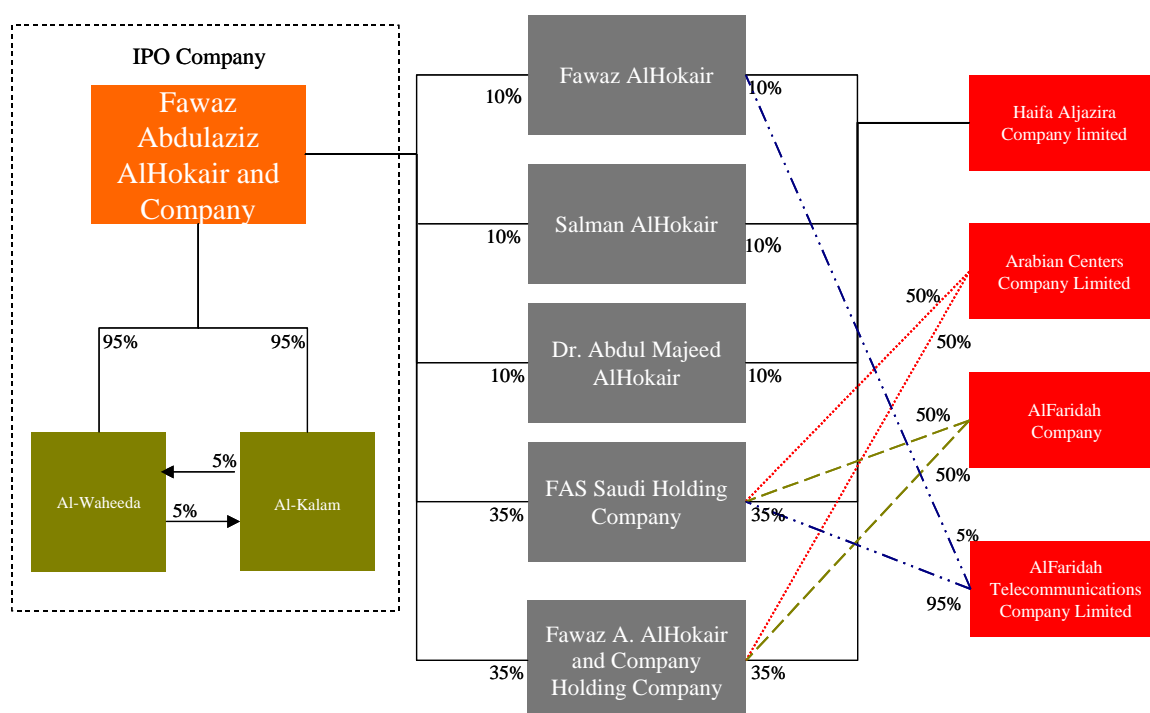 IPO Company
Fawaz
Abdulaziz
AlHokair and
Company
95%
95%
Al-Waheeda
5%
5%
Al-Kalam
10%
Fawaz AlHokair
10%
10%
Salman AlHokair
10%
10%
Dr. Abdul Majeed
AlHokair
10%
35%
FAS Saudi Holding
Company
35%
35%
Fawaz A. AlHokair
and Company
Holding Company
35%
Haifa Aljazira
Company limited
50%
Arabian Centers
Company Limited
50%
50%
AlFaridah
Company
50%
5%
AlFaridah
Telecommunications
Company Limited
95%